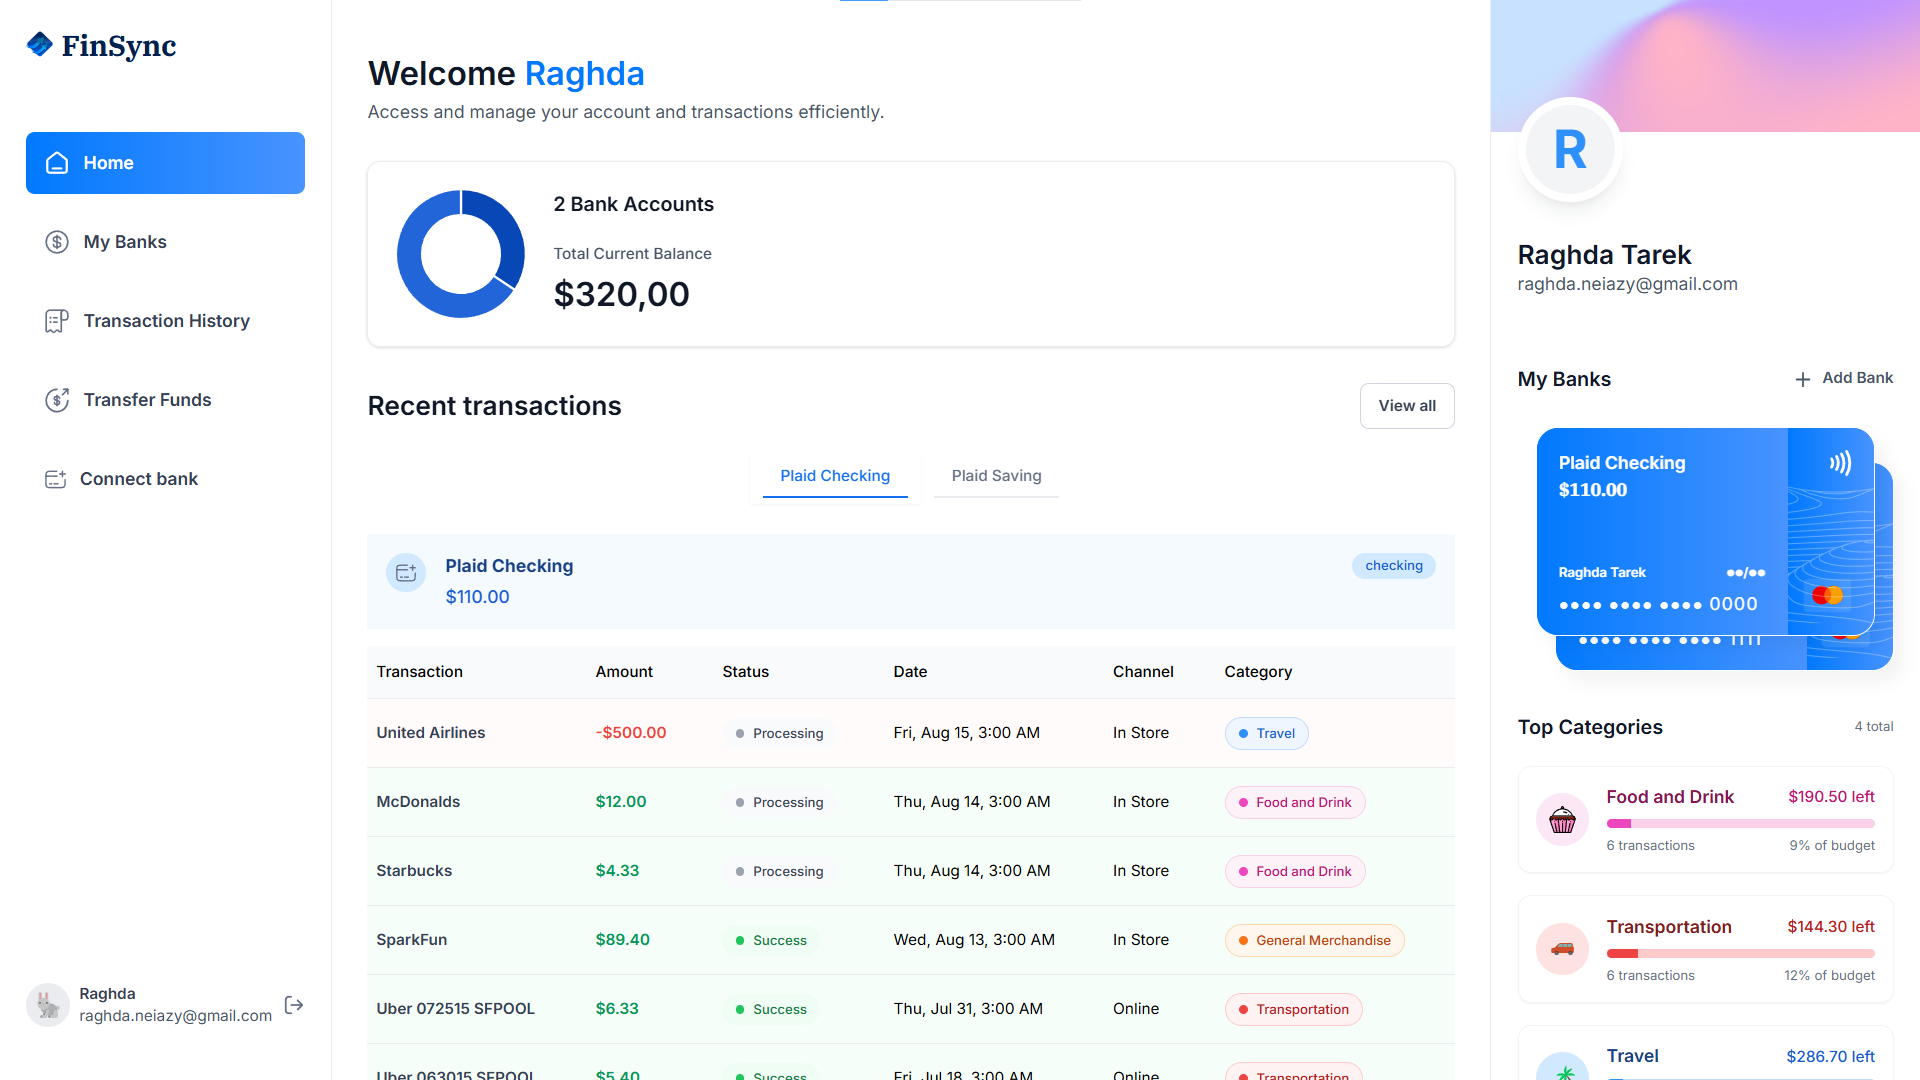 FinSync
Home
My Banks
Transaction History
Transfer Funds
Connect bank
Raghda
raghda.neiazy@gmail.com
Welcome Raghda
Access and manage your account and transactions efficiently.
2 Bank Accounts
Total Current Balance
$320,00
Recent transactions
View all
Plaid Checking Plaid Saving
Plaid Checking
$110.00
checking
Transaction Amount Status Date Channel Category
United Airlines -$500.00 Processing Fri, Aug 15, 3:00 AM In Store Travel
McDonalds $12.00 Processing Thu, Aug 14, 3:00 AM In Store Food and Drink
Starbucks $4.33 Processing Thu, Aug 14, 3:00 AM In Store Food and Drink
SparkFun $89.40 Success Wed, Aug 13, 3:00 AM In Store General Merchandise
Uber 072515 SFPOOL $6.33 Success Thu, Jul 31, 3:00 AM Online Transportation
Uber 063015 SFPOOL $5.40 Success Fri, Jul 18, 3:00 AM Online Transportation
R
Raghda Tarek
raghda.neiazy@gmail.com
My Banks
Add Bank
Plaid Checking
$110.00
Raghda Tarek ●●/●●
●●●● ●●●● ●●●● 0000
●●●● ●●●● ●●●● 1111
Top Categories
4 total
Food and Drink $190.50 left
6 transactions 9% of budget
Transportation $144.30 left
6 transactions 12% of budget
Travel $286.70 left